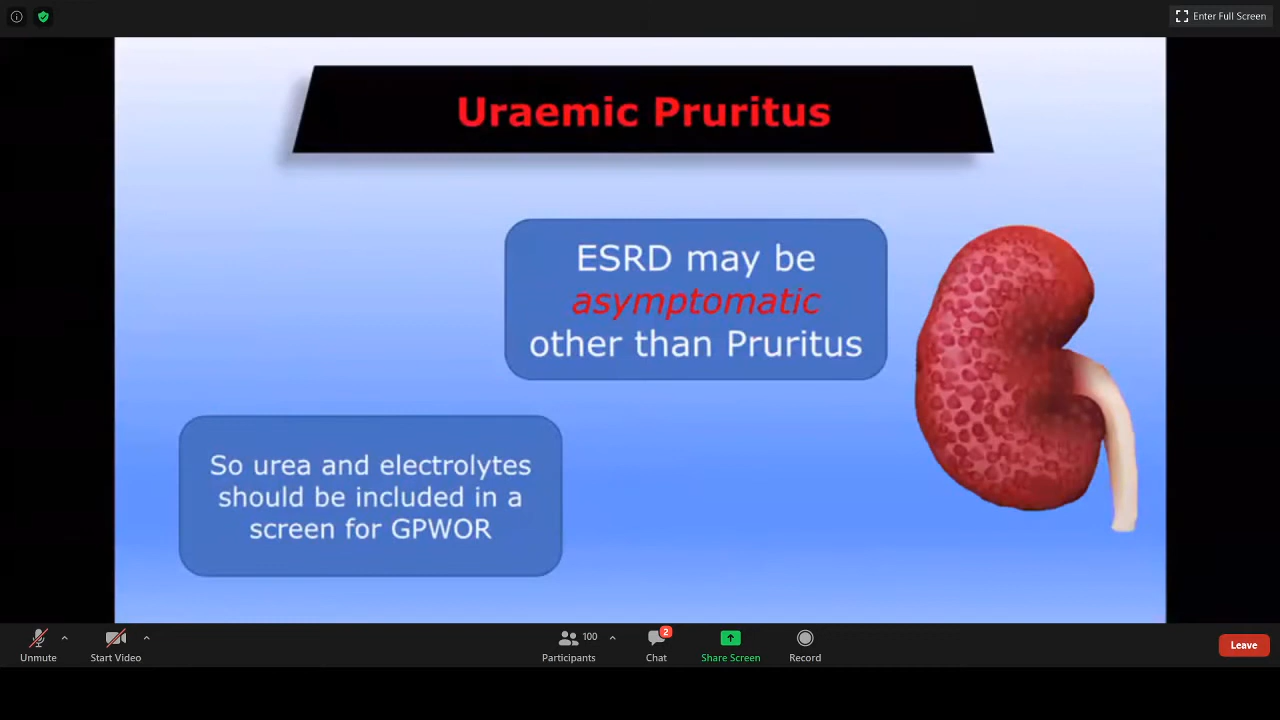 Enter Full Screen
Uraemic Pruritus
ESRD may be
asymptomatic
other than Pruritus
So urea and electrolytes
should be included in a
screen for GPWOR
Unmute
Start Video
100
Participants
2
Chat
Share Screen
Record
Leave